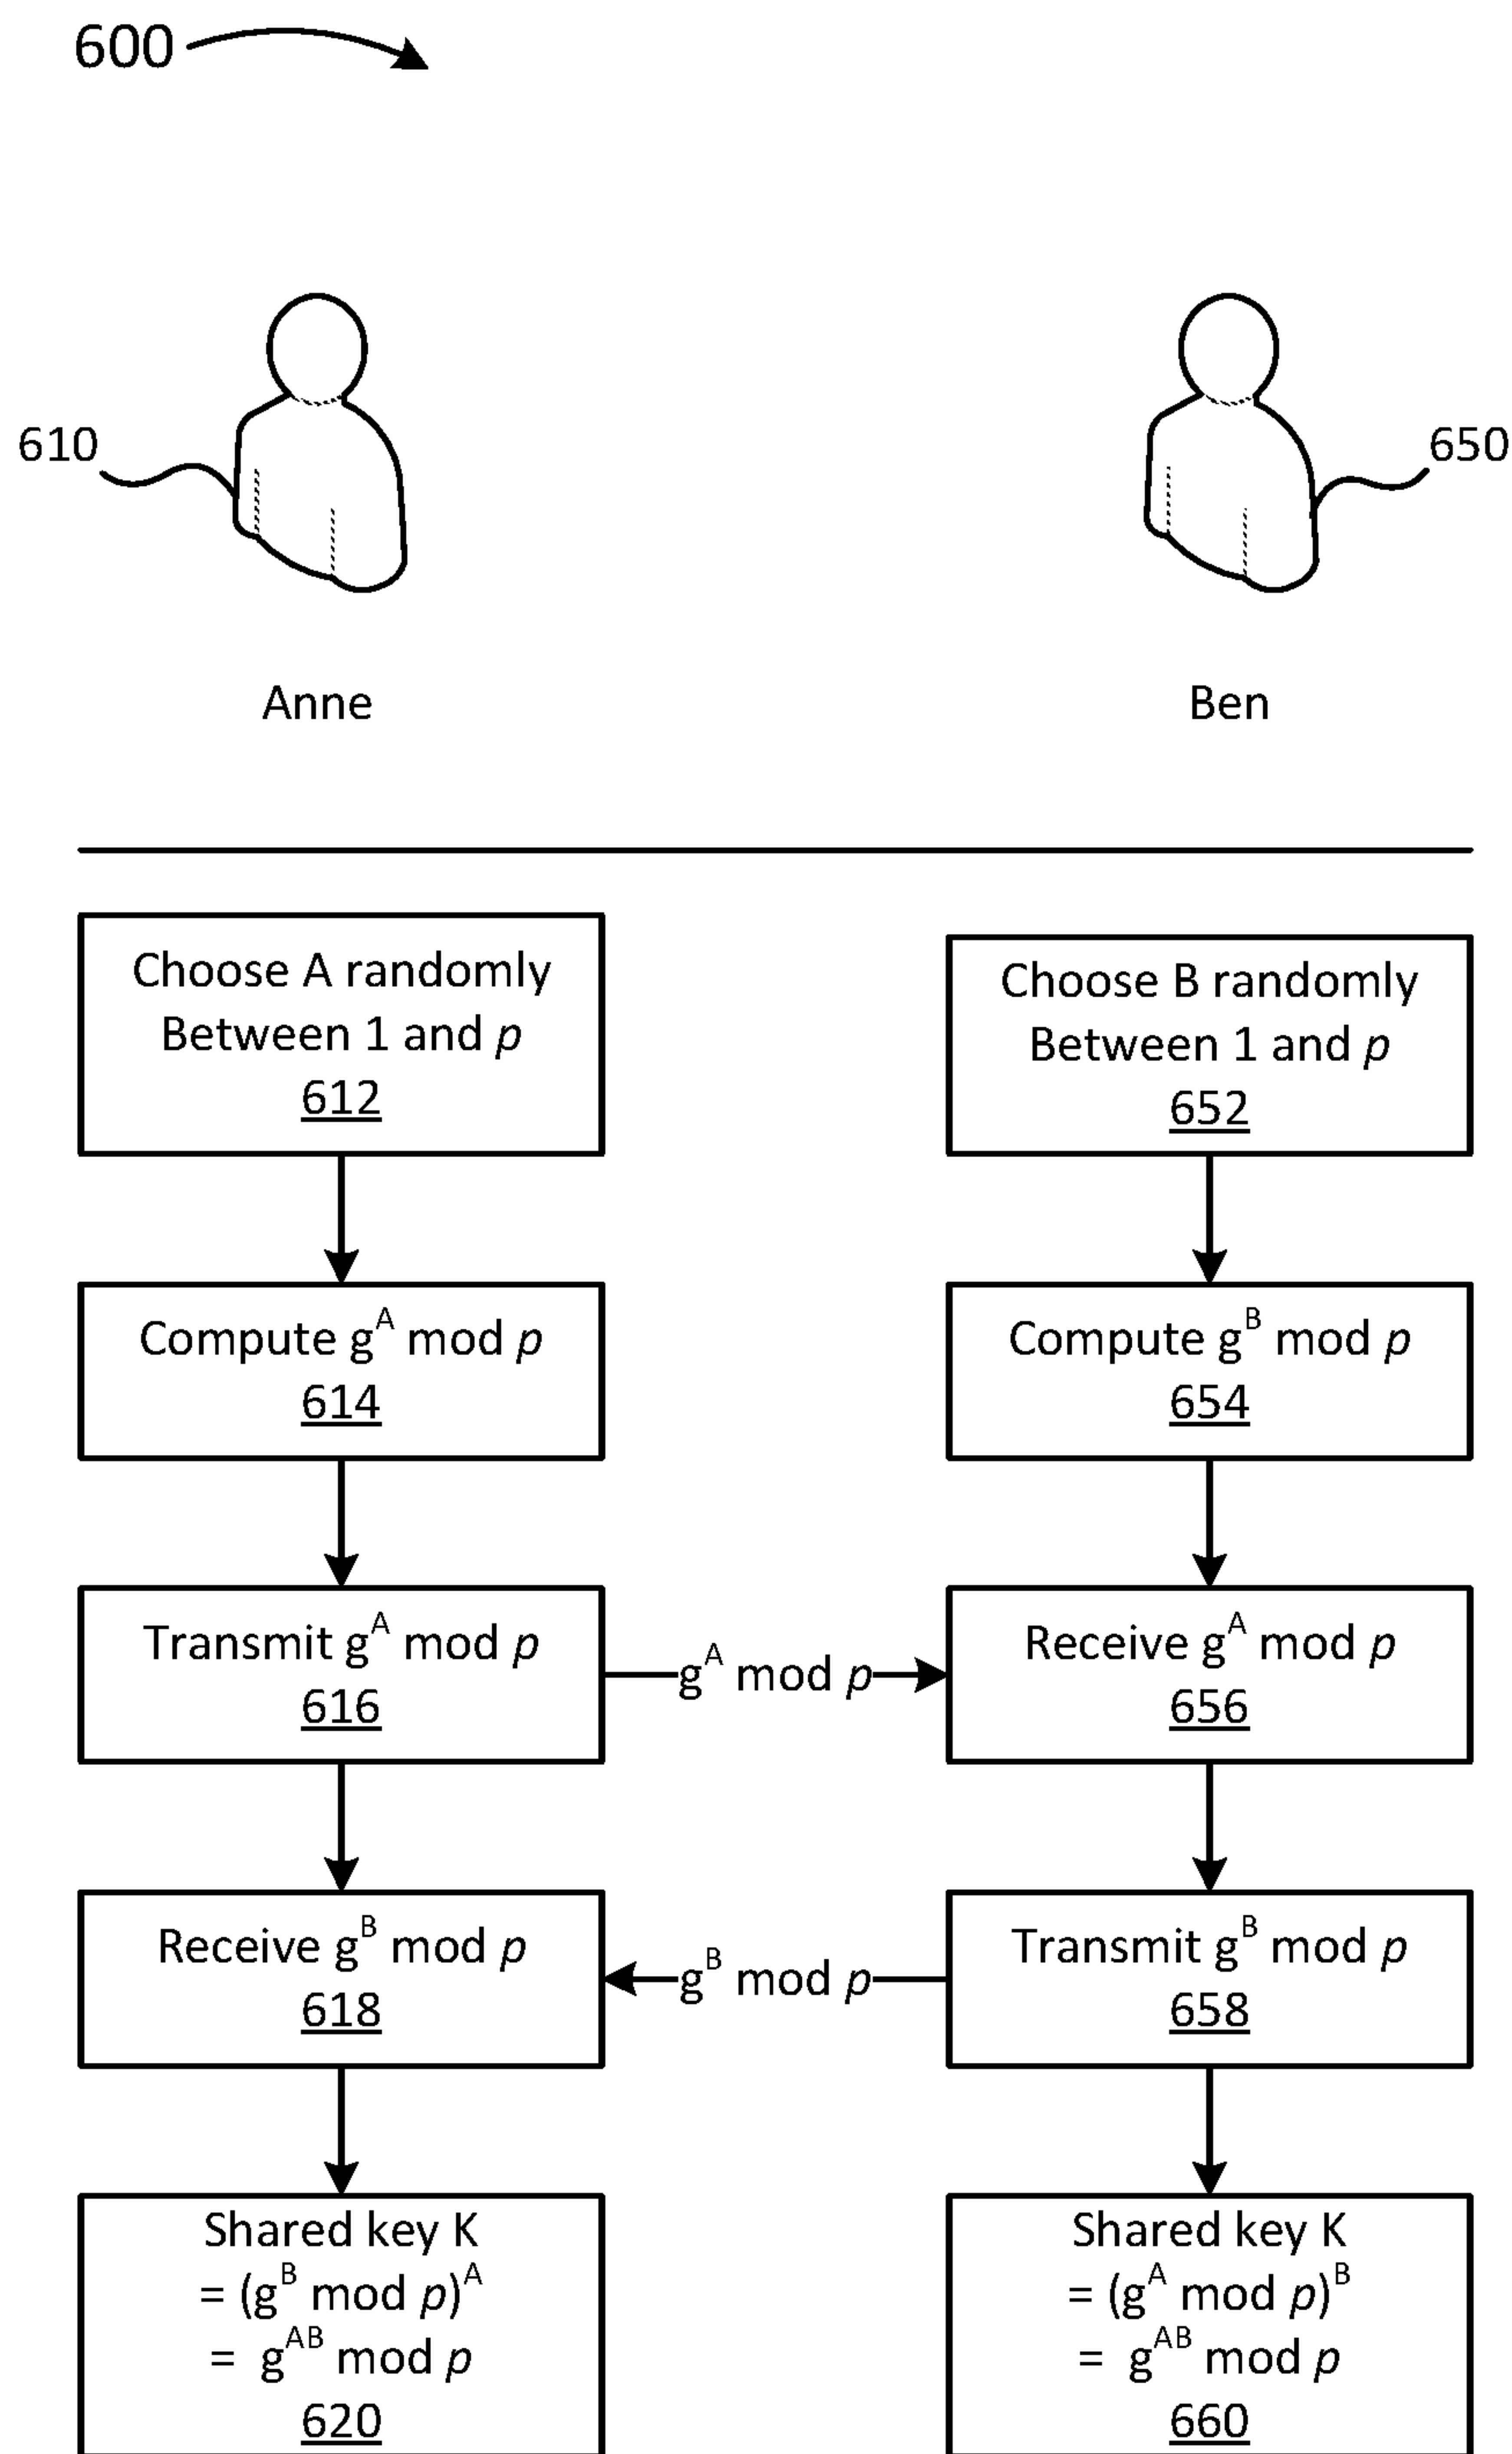 600
610
650
Anne
Ben
Choose A randomly
Between 1 and p
612
Choose B randomly
Between 1 and p
652
Compute g^A mod p
614
Compute g^B mod p
654
Transmit g^A mod p
616
g^A mod p
Receive g^A mod p
656
Receive g^B mod p
618
g^B mod p
Transmit g^B mod p
658
Shared key K
= (g^B mod p)^A
= g^AB mod p
620
Shared key K
= (g^A mod p)^B
= g^AB mod p
660